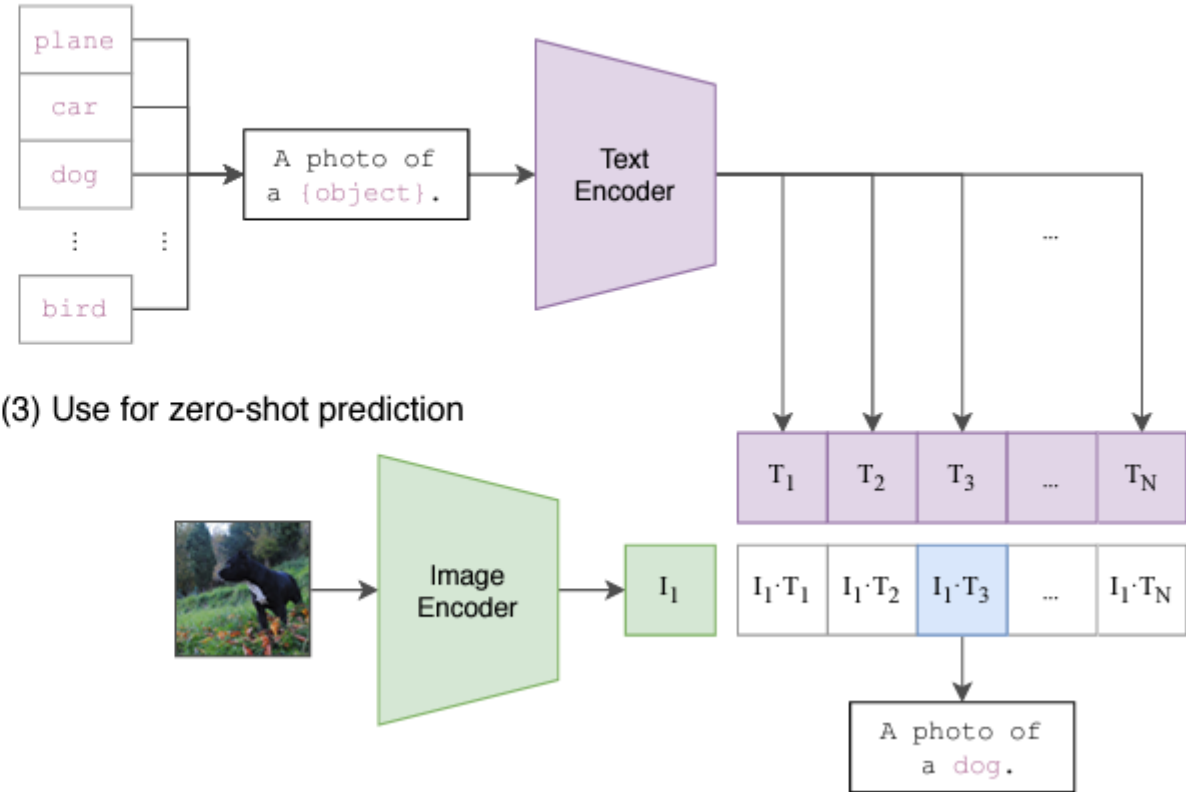 plane
car
dog
⋮ ⋮
bird
A photo of
a {object}.
Text
Encoder
...
(3) Use for zero-shot prediction
T1 T2 T3 ... TN
Image
Encoder
I1
I1·T1 I1·T2 I1·T3 ... I1·TN
A photo of
a dog.